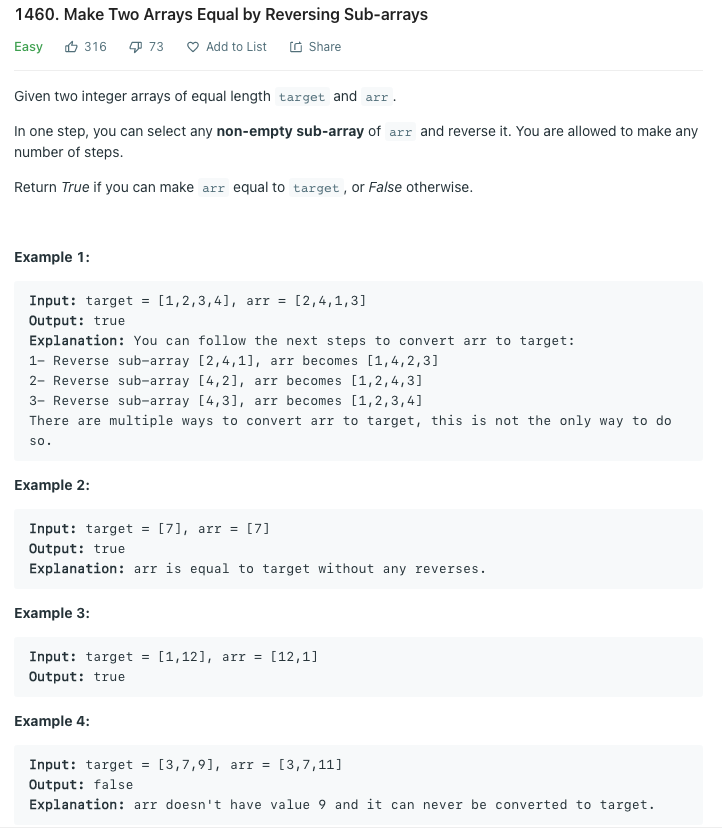 1460. Make Two Arrays Equal by Reversing Sub-arrays
Easy 316 73 Add to List Share
Given two integer arrays of equal length target and arr.
In one step, you can select any non-empty sub-array of arr and reverse it. You are allowed to make any
number of steps.
Return True if you can make arr equal to target, or False otherwise.
Example 1:
Input: target = [1,2,3,4], arr = [2,4,1,3]
Output: true
Explanation: You can follow the next steps to convert arr to target:
1- Reverse sub-array [2,4,1], arr becomes [1,4,2,3]
2- Reverse sub-array [4,2], arr becomes [1,2,4,3]
3- Reverse sub-array [4,3], arr becomes [1,2,3,4]
There are multiple ways to convert arr to target, this is not the only way to do
so.
Example 2:
Input: target = [7], arr = [7]
Output: true
Explanation: arr is equal to target without any reverses.
Example 3:
Input: target = [1,12], arr = [12,1]
Output: true
Example 4:
Input: target = [3,7,9], arr = [3,7,11]
Output: false
Explanation: arr doesn't have value 9 and it can never be converted to target.